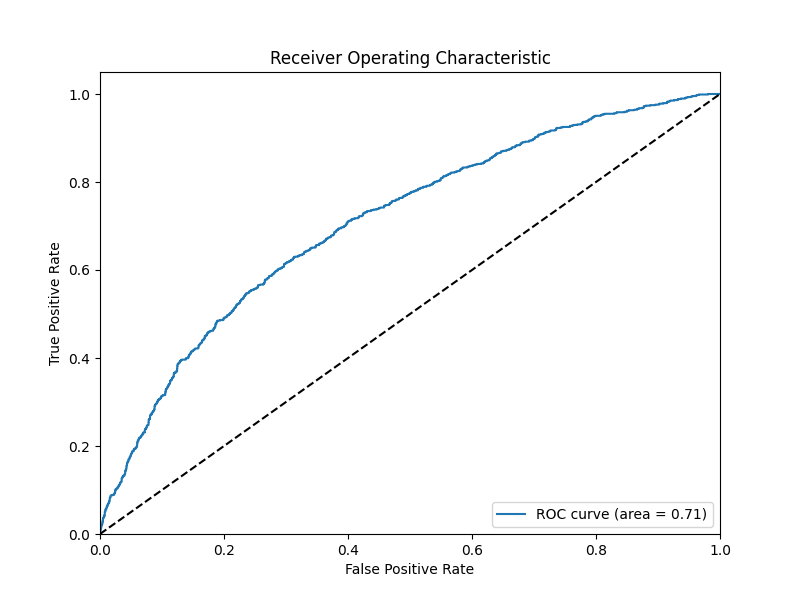 Receiver Operating Characteristic
True Positive Rate
1.0
0.8
0.6
0.4
0.2
0.0
ROC curve (area = 0.71)
0.0 0.2 0.4 0.6 0.8 1.0
False Positive Rate